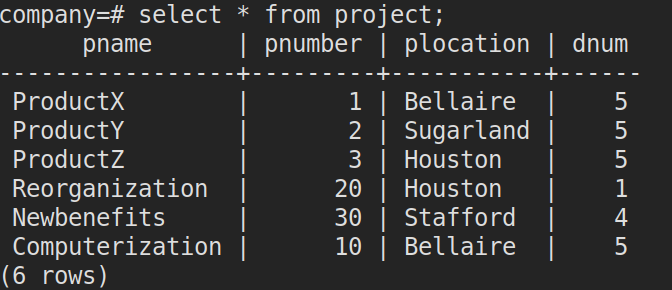 company=# select * from project;
     pname      | pnumber | plocation | dnum
----------------+---------+-----------+------
 ProductX       |       1 | Bellaire  |    5
 ProductY       |       2 | Sugarland |    5
 ProductZ       |       3 | Houston   |    5
 Reorganization |      20 | Houston   |    1
 Newbenefits    |      30 | Stafford  |    4
 Computerization |      10 | Bellaire  |    5
(6 rows)